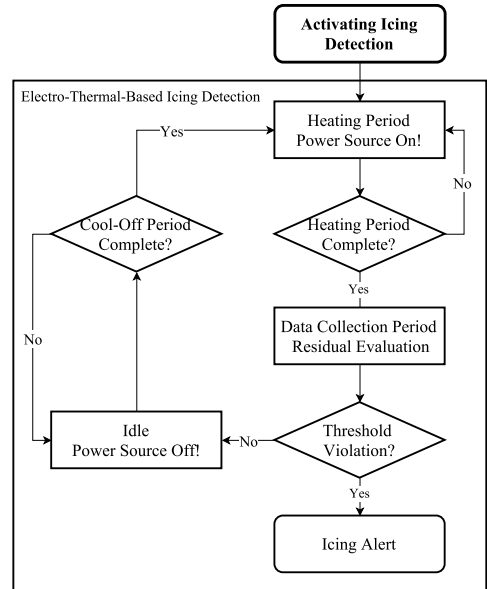 Activating Icing
Detection
Electro-Thermal-Based Icing Detection
Heating Period
Power Source On!
Yes
No
Cool-Off Period
Complete?
Heating Period
Complete?
Yes
Data Collection Period
Residual Evaluation
No
Idle
Power Source Off!
No
Threshold
Violation?
Yes
Icing Alert